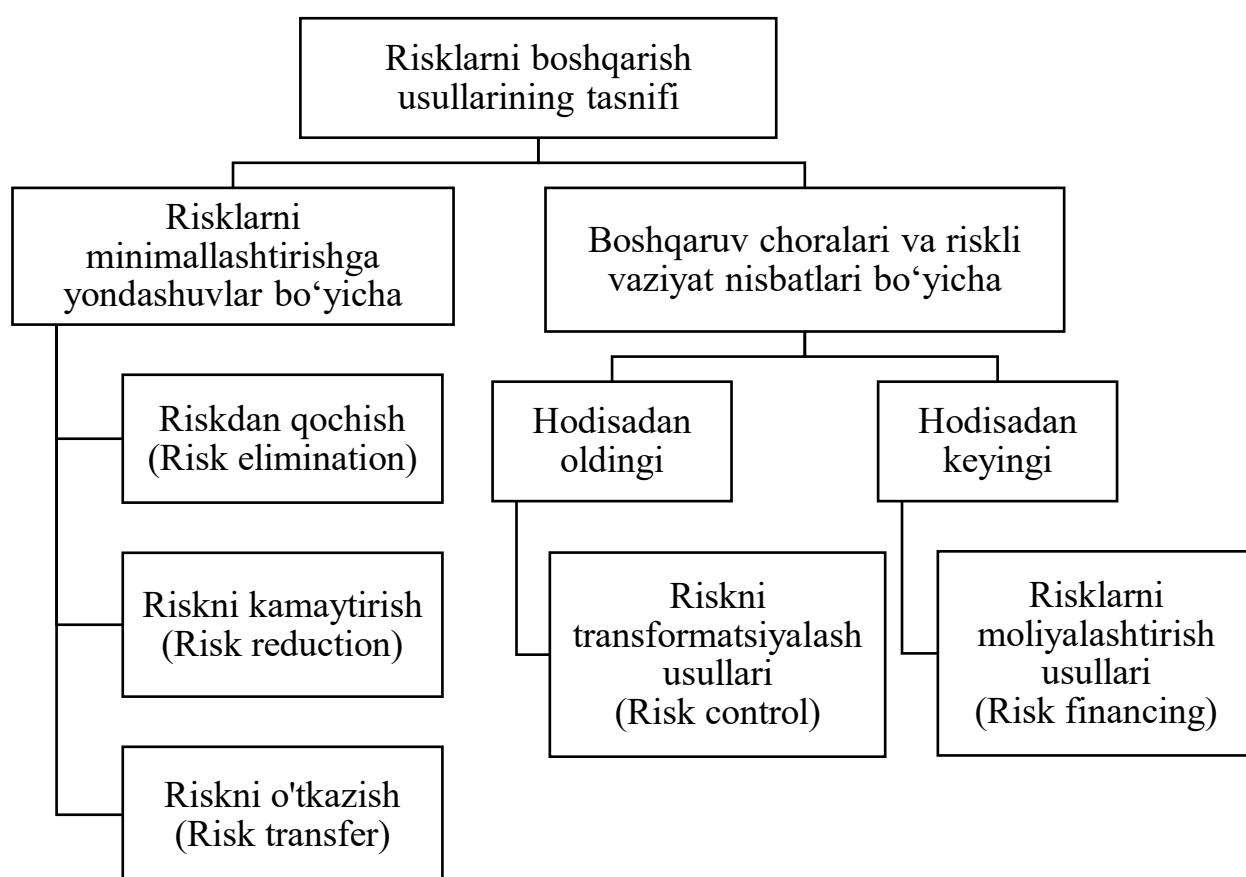 Risklarni boshqarish
usullarining tasnifi
Risklarni
minimallashtirishga
yondashuvlar bo‘yicha
Boshqaruv choralari va riskli
vaziyat nisbatlari bo‘yicha
Riskdan qochish
(Risk elimination)
Riskni kamaytirish
(Risk reduction)
Riskni o'tkazish
(Risk transfer)
Hodisadan
oldingi
Hodisadan
keyingi
Riskni
transformatsiyalash
usullari
(Risk control)
Risklarni
moliyalashtirish
usullari
(Risk financing)